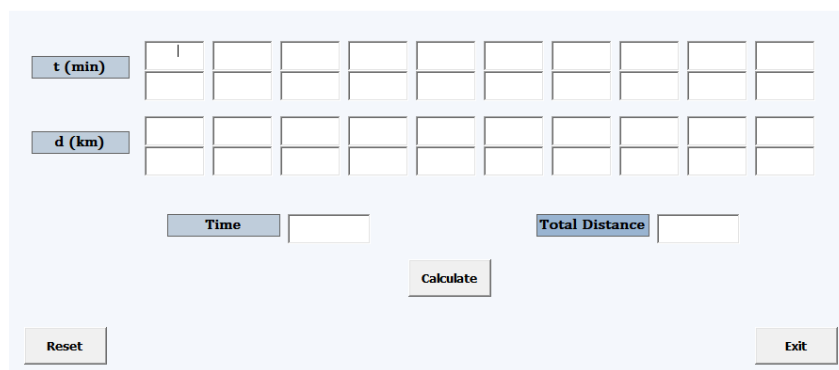 t (min)
d (km)
Time
Total Distance
Calculate
Reset
Exit